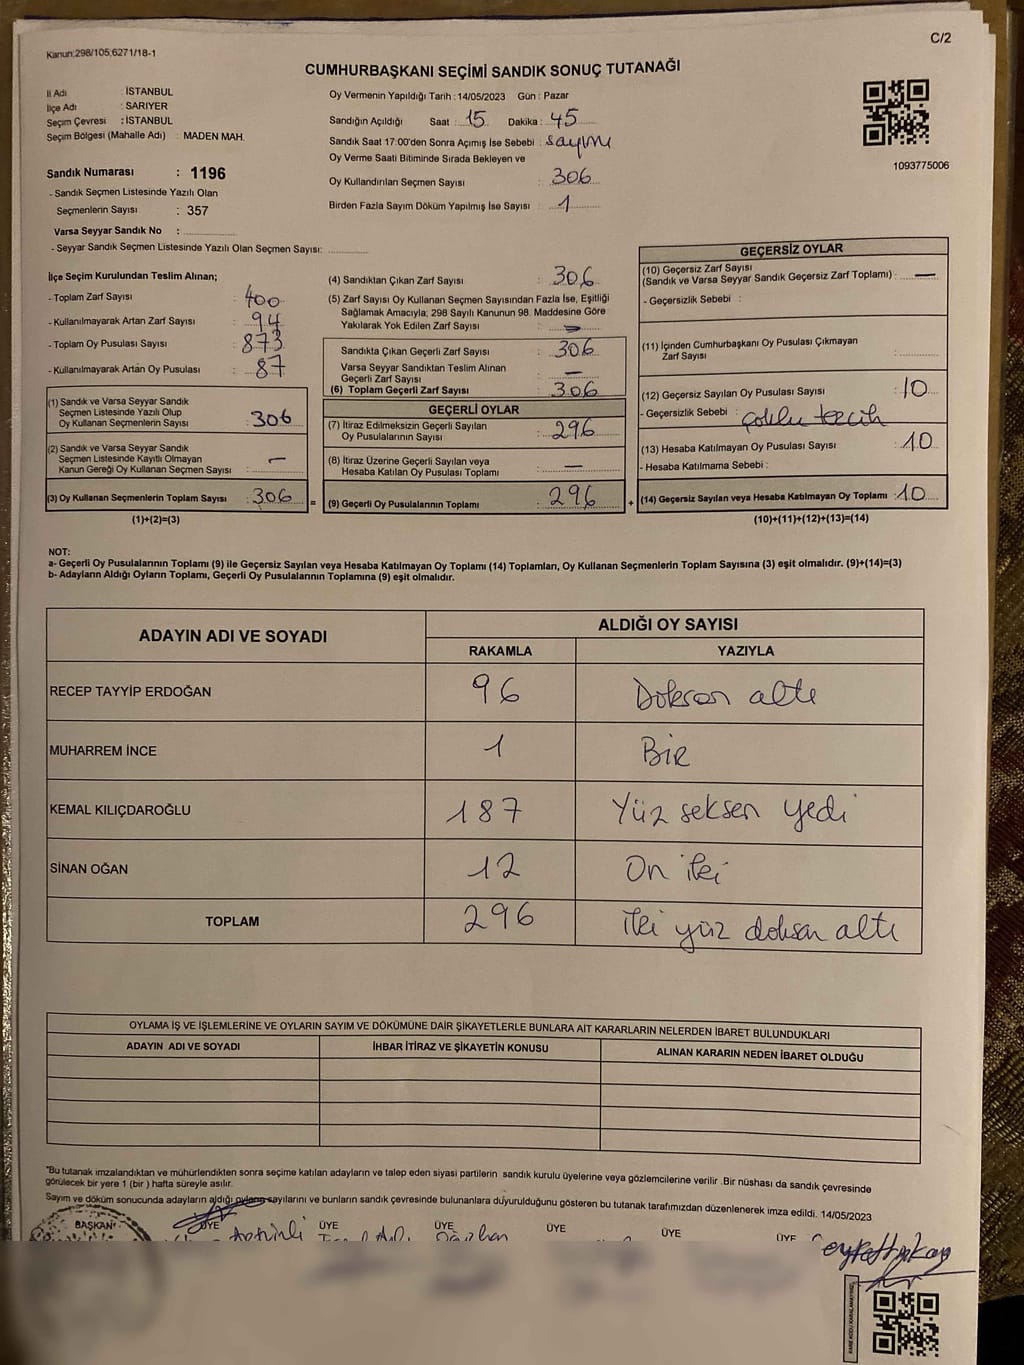 C/2
Kanun:298/105;6271/18-1
CUMHURBAŞKANI SEÇİMİ SANDIK SONUÇ TUTANAĞI
İl Adı : İSTANBUL
İlçe Adı : SARIYER
Seçim Çevresi : İSTANBUL
Seçim Bölgesi (Mahalle Adı) : MADEN MAH.
Sandık Numarası : 1196
- Sandık Seçmen Listesinde Yazılı Olan
Seçmenlerin Sayısı : 357
Varsa Seyyar Sandık No :
- Seyyar Sandık Seçmen Listesinde Yazılı Olan Seçmen Sayısı:
Oy Vermenin Yapıldığı Tarih : 14/05/2023 Gün : Pazar
Sandığın Açıldığı Saat : 15 Dakika : 45
Sandık Saat 17:00'den Sonra Açımış İse Sebebi : sayım
Oy Verme Saati Bitiminde Sırada Bekleyen ve
Oy Kullandırılan Seçmen Sayısı : 306
Birden Fazla Sayım Döküm Yapılmış İse Sayısı : 1
1093775006
İlçe Seçim Kurulundan Teslim Alınan;
- Toplam Zarf Sayısı : 400
- Kullanılmayarak Artan Zarf Sayısı : 94
- Toplam Oy Pusulası Sayısı : 873
- Kullanılmayarak Artan Oy Pusulası : 87
(1) Sandık ve Varsa Seyyar Sandık
Seçmen Listesinde Yazılı Olup
Oy Kullanan Seçmenlerin Sayısı : 306
(2) Sandık ve Varsa Seyyar Sandık
Seçmen Listesinde Kayıtlı Olmayan
Kanun Gereği Oy Kullanan Seçmen Sayısı : -
(3) Oy Kullanan Seçmenlerin Toplam Sayısı : 306 =
(1)+(2)=(3)
(4) Sandıktan Çıkan Zarf Sayısı : 306
(5) Zarf Sayısı Oy Kullanan Seçmen Sayısından Fazla İse, Eşitliği
Sağlamak Amacıyla; 298 Sayılı Kanunun 98. Maddesine Göre
Yakılarak Yok Edilen Zarf Sayısı :
Sandıkta Çıkan Geçerli Zarf Sayısı : 306
Varsa Seyyar Sandıktan Teslim Alınan
Geçerli Zarf Sayısı : -
(6) Toplam Geçerli Zarf Sayısı : 306
GEÇERLİ OYLAR
(7) İtiraz Edilmeksizin Geçerli Sayılan
Oy Pusulalarının Sayısı : 296
(8) İtiraz Üzerine Geçerli Sayılan veya
Hesaba Katılan Oy Pusulası Toplamı : -
(9) Geçerli Oy Pusulalarının Toplamı : 296 +
GEÇERSİZ OYLAR
(10) Geçersiz Zarf Sayısı
(Sandık ve Varsa Seyyar Sandık Geçersiz Zarf Toplamı) : -
- Geçersizlik Sebebi :
(11) İçinden Cumhurbaşkanı Oy Pusulası Çıkmayan
Zarf Sayısı :
(12) Geçersiz Sayılan Oy Pusulası Sayısı : 10
- Geçersizlik Sebebi : çoklu tercih
(13) Hesaba Katılmayan Oy Pusulası Sayısı : 10
- Hesaba Katılmama Sebebi :
(14) Geçersiz Sayılan veya Hesaba Katılmayan Oy Toplamı : 10
(10)+(11)+(12)+(13)=(14)
NOT:
a- Geçerli Oy Pusulalarının Toplamı (9) ile Geçersiz Sayılan veya Hesaba Katılmayan Oy Toplamı (14) Toplamları, Oy Kullanan Seçmenlerin Toplam Sayısına (3) eşit olmalıdır. (9)+(14)=(3)
b- Adayların Aldığı Oyların Toplamı, Geçerli Oy Pusulalarının Toplamına (9) eşit olmalıdır.
ADAYIN ADI VE SOYADI ALDIĞI OY SAYISI
RAKAMLA YAZIYLA
RECEP TAYYİP ERDOĞAN 96 Doksan altı
MUHARREM İNCE 1 Bir
KEMAL KILIÇDAROĞLU 187 Yüz seksen yedi
SİNAN OĞAN 12 On iki
TOPLAM 296 iki yüz doksan altı
OYLAMA İŞ VE İŞLEMLERİNE VE OYLARIN SAYIM VE DÖKÜMÜNE DAİR ŞİKAYETLERLE BUNLARA AİT KARARLARIN NELERDEN İBARET BULUNDUKLARI
ADAYIN ADI VE SOYADI İHBAR İTİRAZ VE ŞİKAYETİN KONUSU ALINAN KARARIN NEDEN İBARET OLDUĞU
*Bu tutanak imzalandıktan ve mühürlendikten sonra seçime katılan adayların ve talep eden siyasi partilerin sandık kurulu üyelerine veya gözlemcilerine verilir .Bir nüshası da sandık çevresinde
görülecek bir yere 1 (bir ) hafta süreyle asılır.
Sayım ve döküm sonucunda adayların aldığı oyların sayılarını ve bunların sandık çevresinde bulunanlara duyurulduğunu gösteren bu tutanak tarafımızdan düzenlenerek imza edildi. 14/05/2023
BAŞKAN ÜYE ÜYE ÜYE ÜYE ÜYE ÜYE